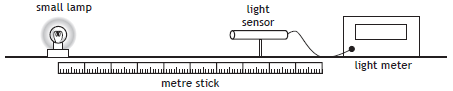 small lamp
light
sensor
light meter
metre stick